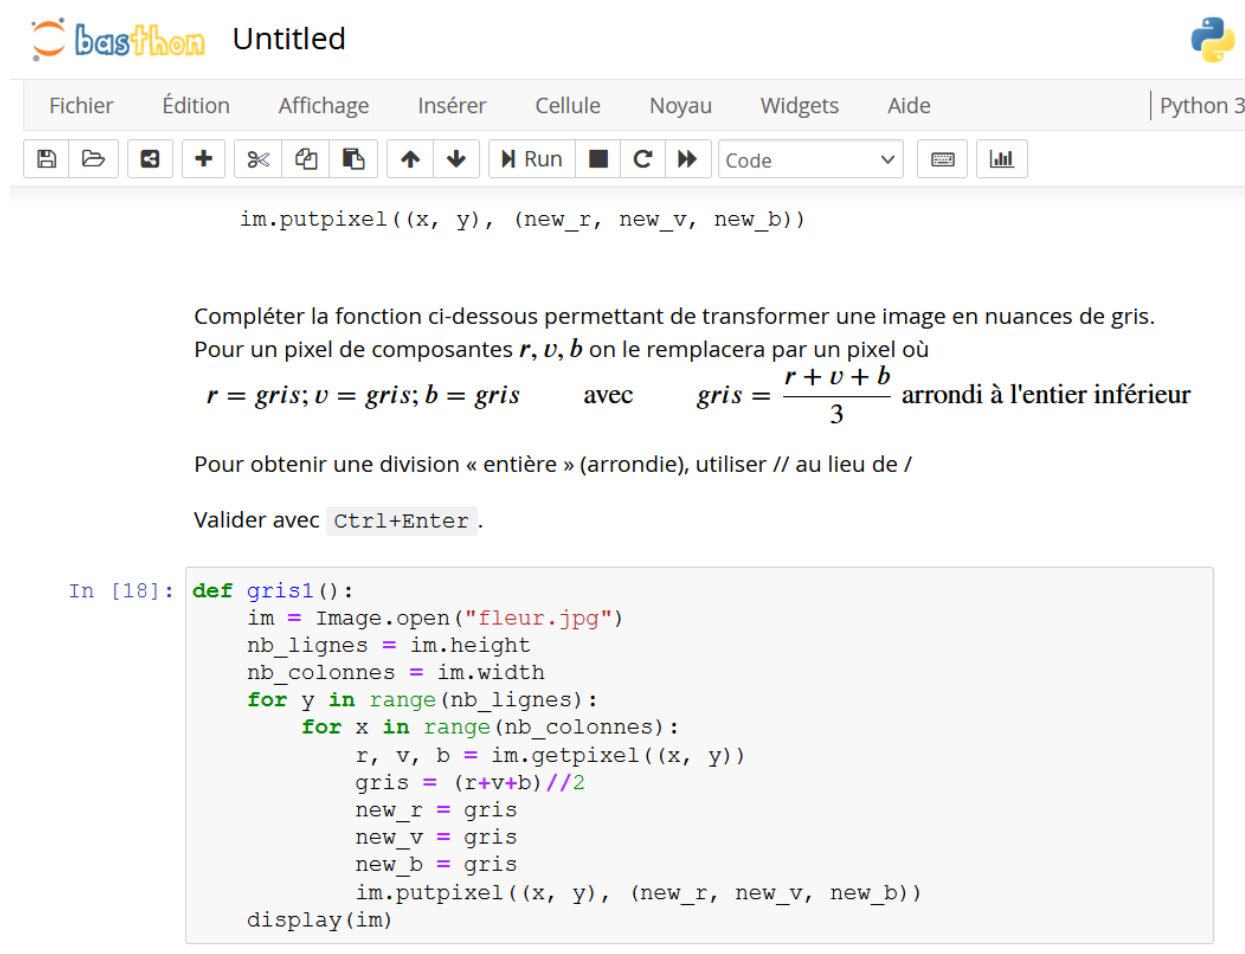 basthon Untitled
Fichier Édition Affichage Insérer Cellule Noyau Widgets Aide Python 3
Run Code
im.putpixel((x, y), (new_r, new_v, new_b))
Compléter la fonction ci-dessous permettant de transformer une image en nuances de gris.
Pour un pixel de composantes r, v, b on le remplacera par un pixel où
r = gris; v = gris; b = gris avec gris = (r + v + b)/3 arrondi à l'entier inférieur
Pour obtenir une division « entière » (arrondie), utiliser // au lieu de /
Valider avec Ctrl+Enter .
In [18]: def gris1():
    im = Image.open("fleur.jpg")
    nb_lignes = im.height
    nb_colonnes = im.width
    for y in range(nb_lignes):
        for x in range(nb_colonnes):
            r, v, b = im.getpixel((x, y))
            gris = (r+v+b)//2
            new_r = gris
            new_v = gris
            new_b = gris
            im.putpixel((x, y), (new_r, new_v, new_b))
    display(im)